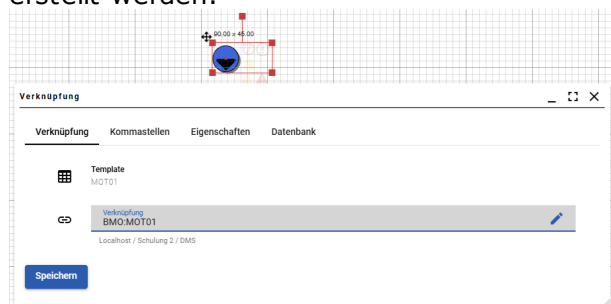 erstellt werden.
90.00 x 45.00
Verknüpfung
Verknüpfung Kommastellen Eigenschaften Datenbank
Template
MOT01
Verknüpfung
BMO:MOT01
Localhost / Schulung 2 / DMS
Speichern